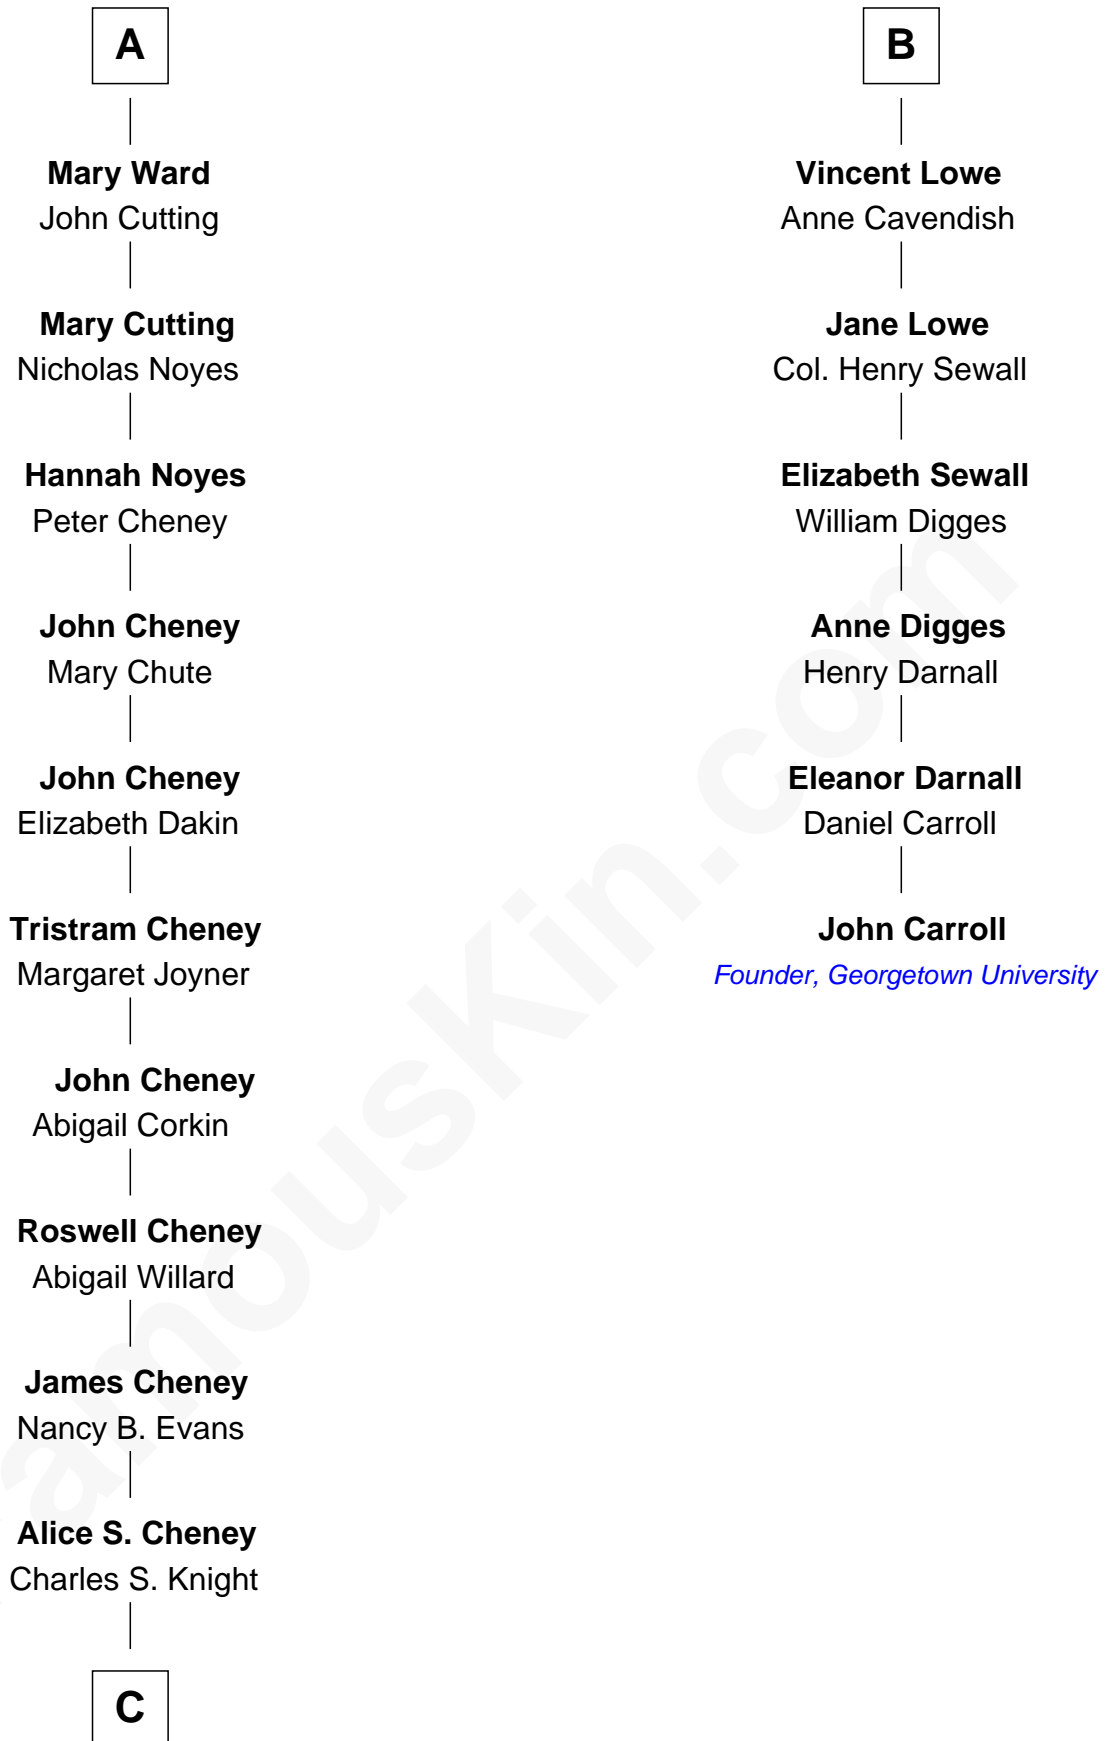 A
Mary Ward
John Cutting
Mary Cutting
Nicholas Noyes
Hannah Noyes
Peter Cheney
John Cheney
Mary Chute
John Cheney
Elizabeth Dakin
Tristram Cheney
Margaret Joyner
John Cheney
Abigail Corkin
Roswell Cheney
Abigail Willard
James Cheney
Nancy B. Evans
Alice S. Cheney
Charles S. Knight
C
B
Vincent Lowe
Anne Cavendish
Jane Lowe
Col. Henry Sewall
Elizabeth Sewall
William Digges
Anne Digges
Henry Darnall
Eleanor Darnall
Daniel Carroll
John Carroll
Founder, Georgetown University
famouskin.com